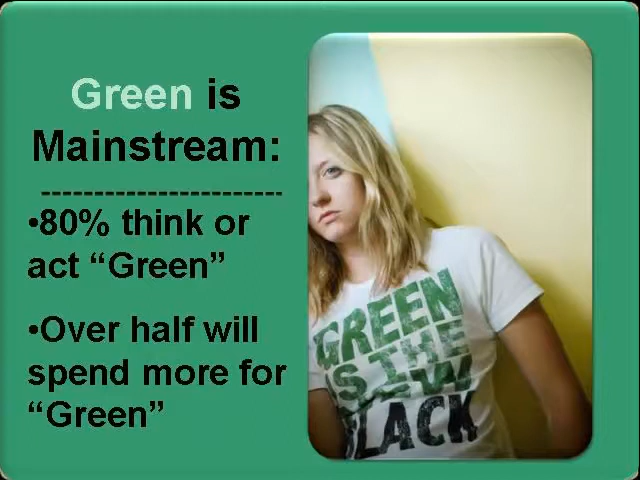 Green is
Mainstream:
-----------------------
•80% think or
act “Green”
•Over half will
spend more for
“Green”
GREEN
IS THE
NEW
BLACK